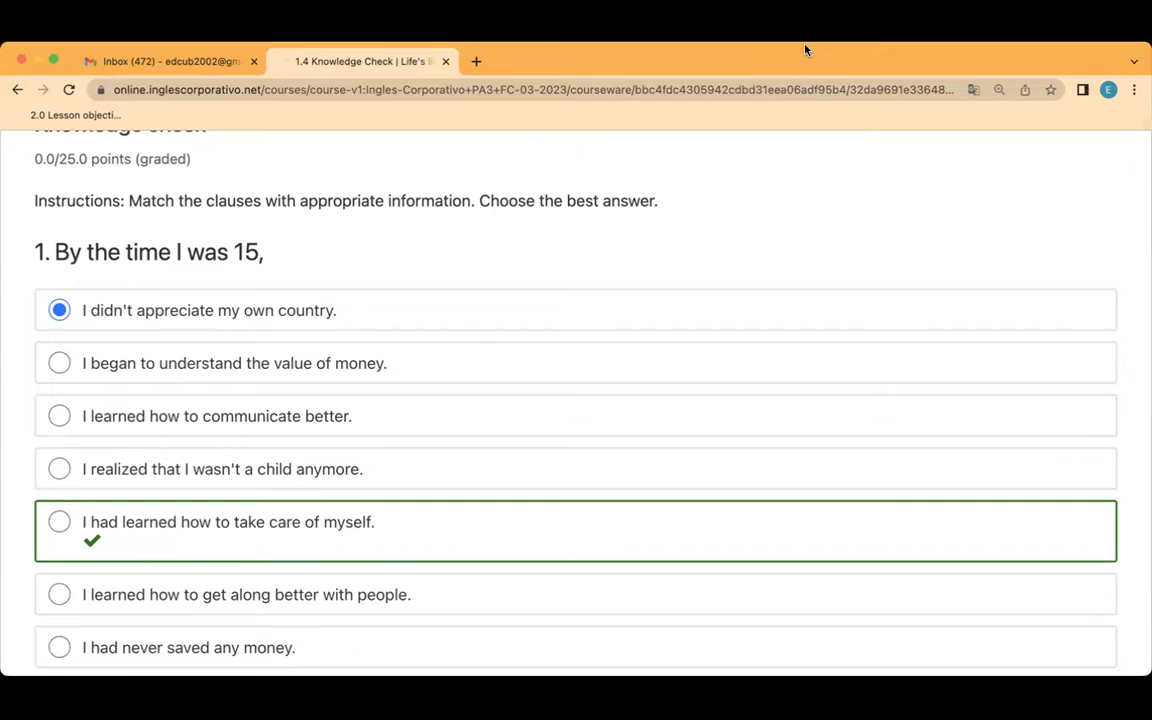 Inbox (472) - edcub2002@gm
1.4 Knowledge Check | Life's l
online.inglescorporativo.net/courses/course-v1:Ingles-Corporativo+PA3+FC-03-2023/courseware/bbc4fdc4305942cdbd31eea06adf95b4/32da9691e33648...
E
2.0 Lesson objecti...
Knowledge check
0.0/25.0 points (graded)
Instructions: Match the clauses with appropriate information. Choose the best answer.
1. By the time I was 15,
I didn't appreciate my own country.
I began to understand the value of money.
I learned how to communicate better.
I realized that I wasn't a child anymore.
I had learned how to take care of myself.
I learned how to get along better with people.
I had never saved any money.